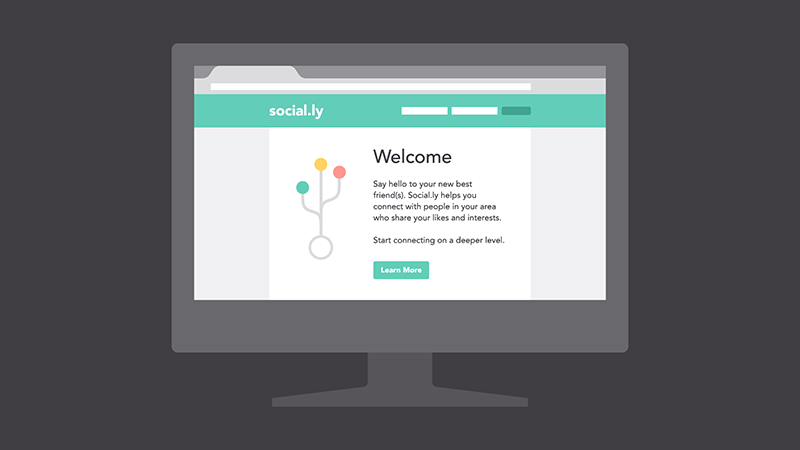 social.ly
Welcome
Say hello to your new best
friend(s). Social.ly helps you
connect with people in your area
who share your likes and interests.
Start connecting on a deeper level.
Learn More